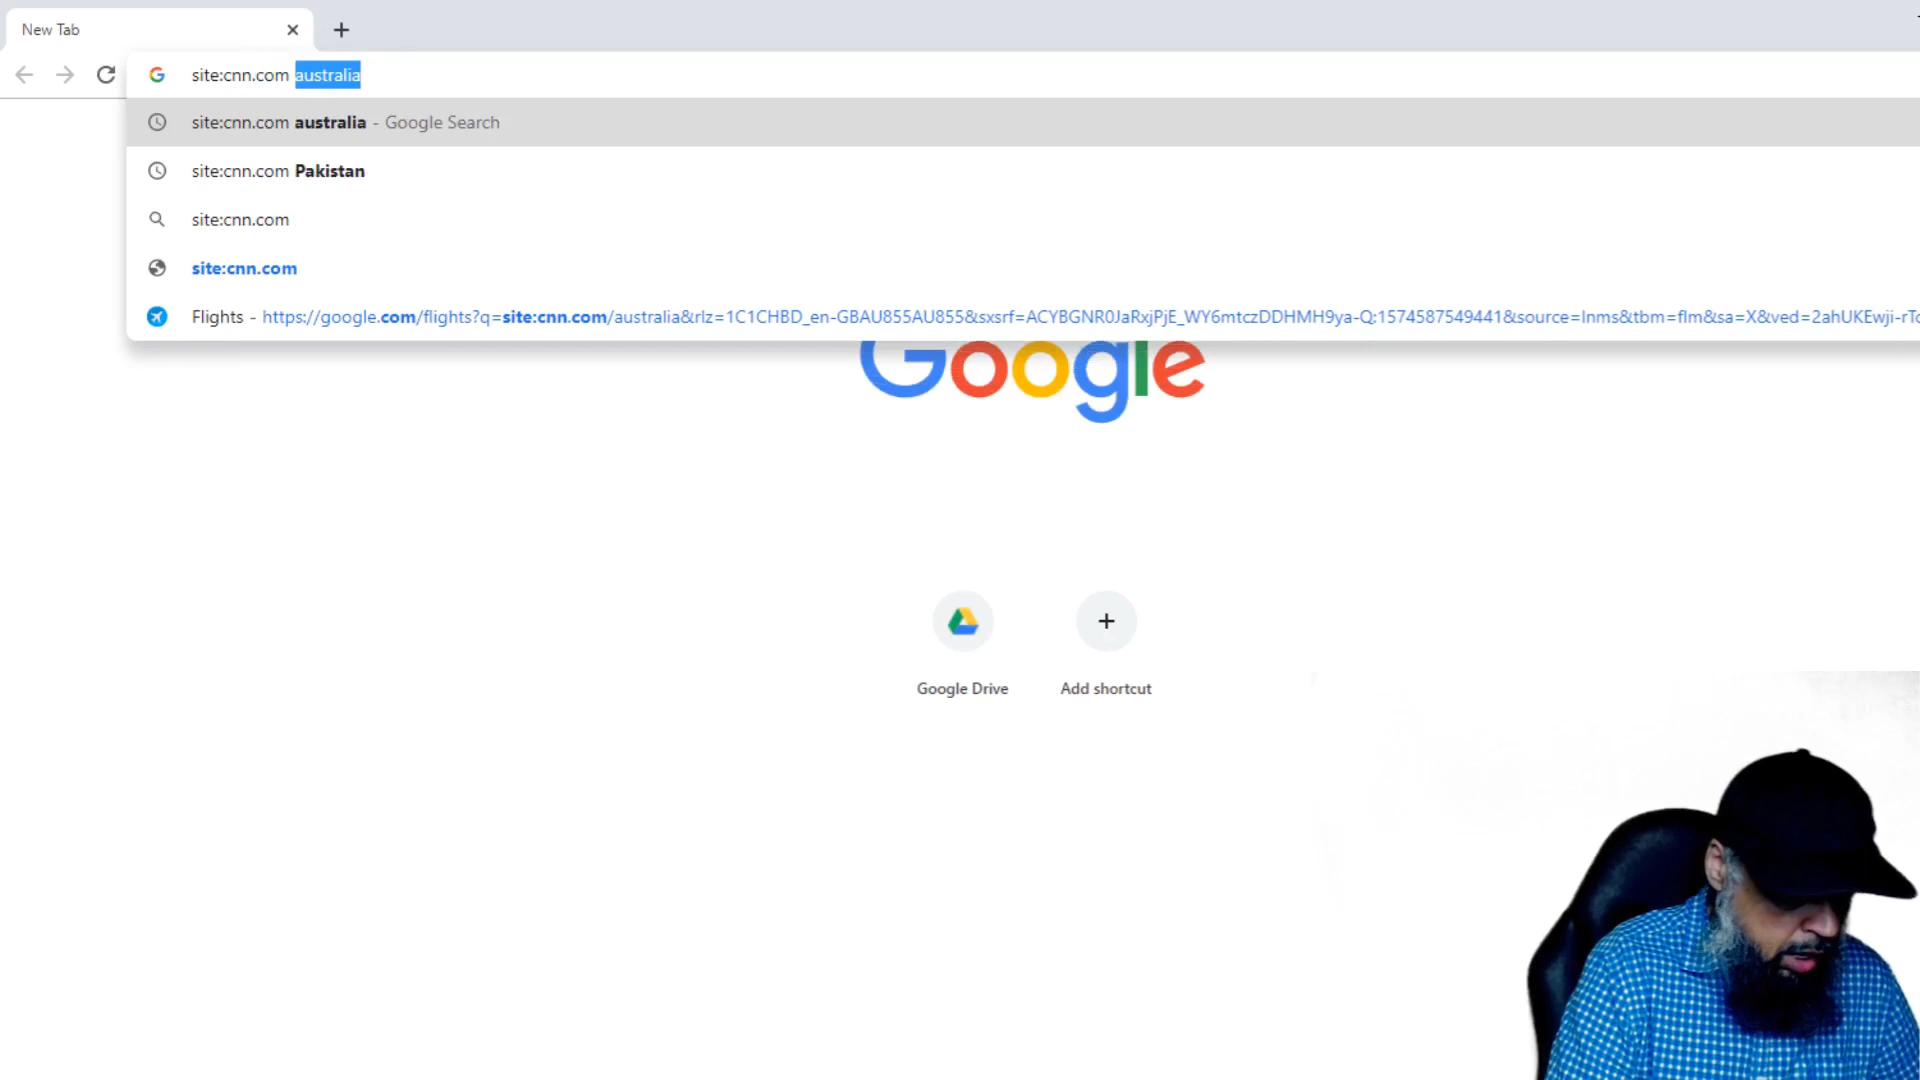 New Tab
site:cnn.com australia
site:cnn.com australia - Google Search
site:cnn.com Pakistan
site:cnn.com
site:cnn.com
Flights - https://google.com/flights?q=site:cnn.com/australia&rlz=1C1CHBD_en-GBAU855AU855&sxsrf=ACYBGNR0JaRxjPjE_WY6mtczDDHMH9ya-Q:1574587549441&source=lnms&tbm=flm&sa=X&ved=2ahUKEwji-rTc
Google
Google Drive
Add shortcut